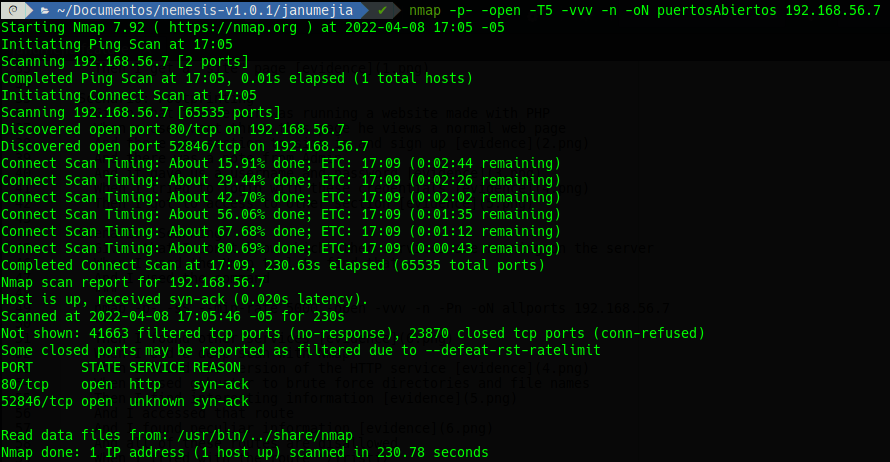 ~/Documentos/nemesis-v1.0.1/janumejia ✔ nmap -p- -open -T5 -vvv -n -oN puertosAbiertos 192.168.56.7
Starting Nmap 7.92 ( https://nmap.org ) at 2022-04-08 17:05 -05
Initiating Ping Scan at 17:05
Scanning 192.168.56.7 [2 ports]
Completed Ping Scan at 17:05, 0.01s elapsed (1 total hosts)
Initiating Connect Scan at 17:05
Scanning 192.168.56.7 [65535 ports]
Discovered open port 80/tcp on 192.168.56.7
Discovered open port 52846/tcp on 192.168.56.7
Connect Scan Timing: About 15.91% done; ETC: 17:09 (0:02:44 remaining)
Connect Scan Timing: About 29.44% done; ETC: 17:09 (0:02:26 remaining)
Connect Scan Timing: About 42.70% done; ETC: 17:09 (0:02:02 remaining)
Connect Scan Timing: About 56.06% done; ETC: 17:09 (0:01:35 remaining)
Connect Scan Timing: About 67.68% done; ETC: 17:09 (0:01:12 remaining)
Connect Scan Timing: About 80.69% done; ETC: 17:09 (0:00:43 remaining)
Completed Connect Scan at 17:09, 230.63s elapsed (65535 total ports)
Nmap scan report for 192.168.56.7
Host is up, received syn-ack (0.020s latency).
Scanned at 2022-04-08 17:05:46 -05 for 230s
Not shown: 41663 filtered tcp ports (no-response), 23870 closed tcp ports (conn-refused)
Some closed ports may be reported as filtered due to --defeat-rst-ratelimit
PORT      STATE SERVICE REASON
80/tcp    open  http    syn-ack
52846/tcp open  unknown syn-ack
Read data files from: /usr/bin/../share/nmap
Nmap done: 1 IP address (1 host up) scanned in 230.78 seconds